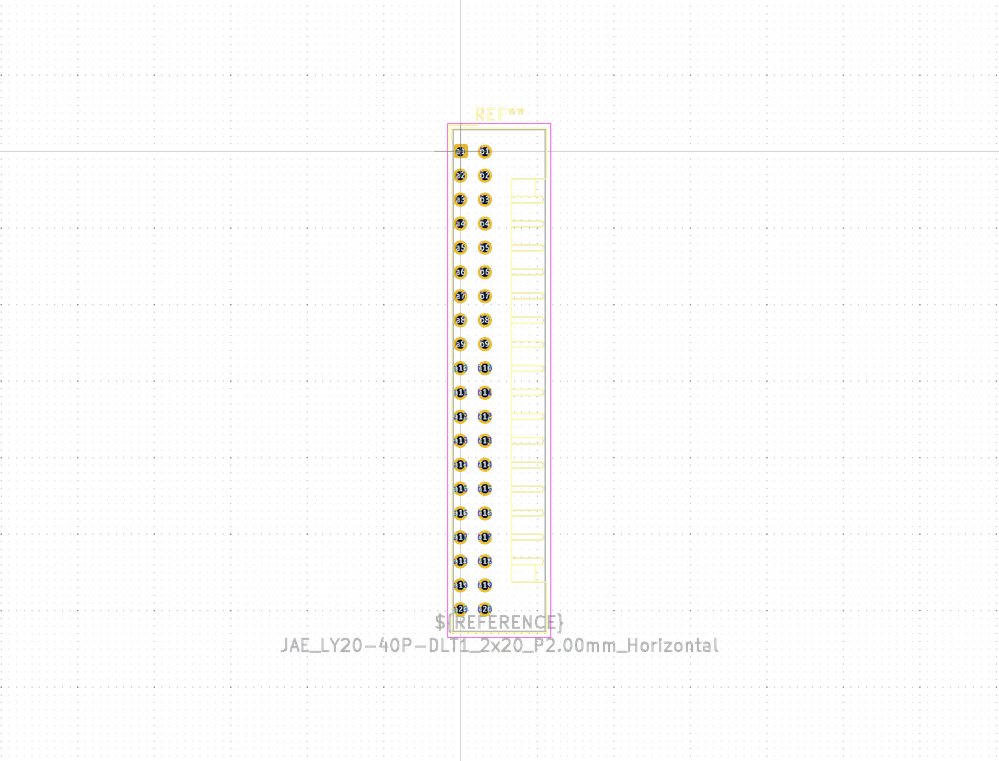 REF**
a1 b1
a2 b2
a3 b3
a4 b4
a5 b5
a6 b6
a7 b7
a8 b8
a9 b9
a10 b10
a11 b11
a12 b12
a13 b13
a14 b14
a15 b15
a16 b16
a17 b17
a18 b18
a19 b19
a20 b20
${REFERENCE}
JAE_LY20-40P-DLT1_2x20_P2.00mm_Horizontal